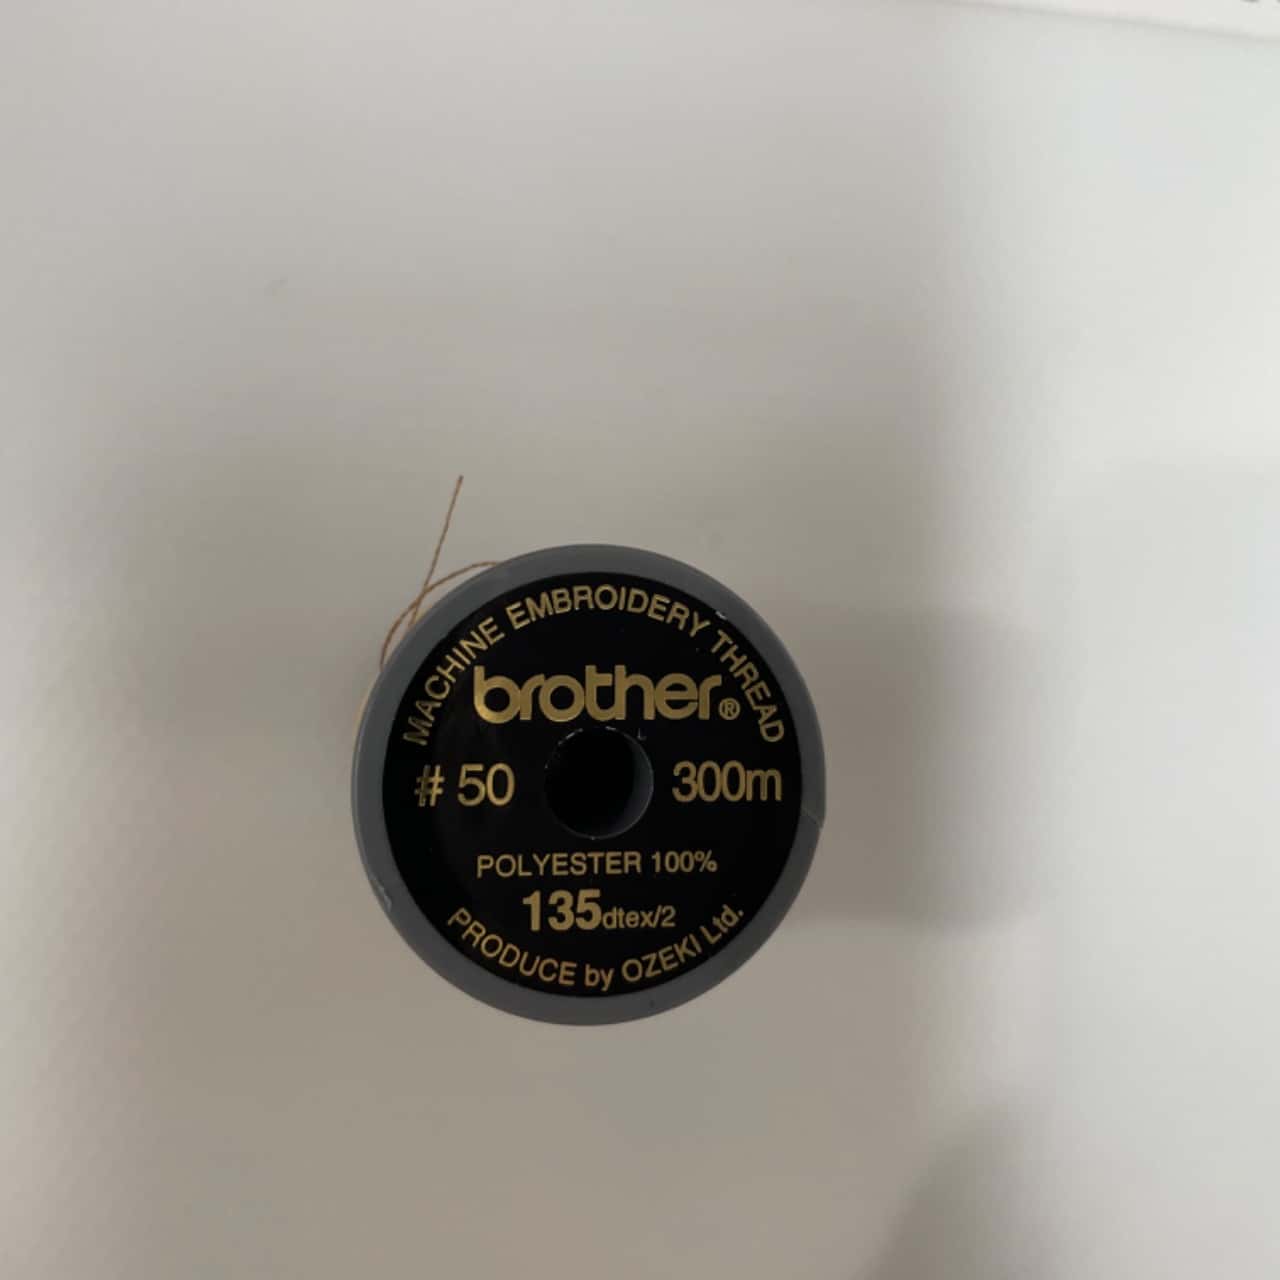 MACHINE EMBROIDERY THREAD
brother®
# 50 300m
POLYESTER 100%
135dtex/2
PRODUCE by OZEKI Ltd.